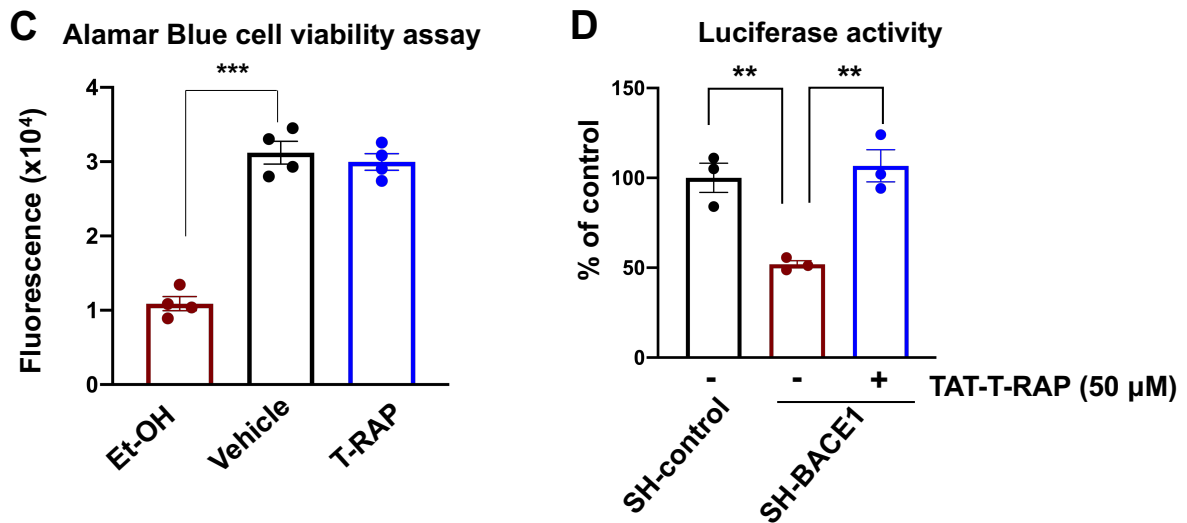 C Alamar Blue cell viability assay
***
Fluorescence (x10⁴)
4
3
2
1
0
Et-OH
Vehicle
T-RAP
D Luciferase activity
** **
% of control
150
100
50
0
- - + TAT-T-RAP (50 µM)
SH-control
SH-BACE1